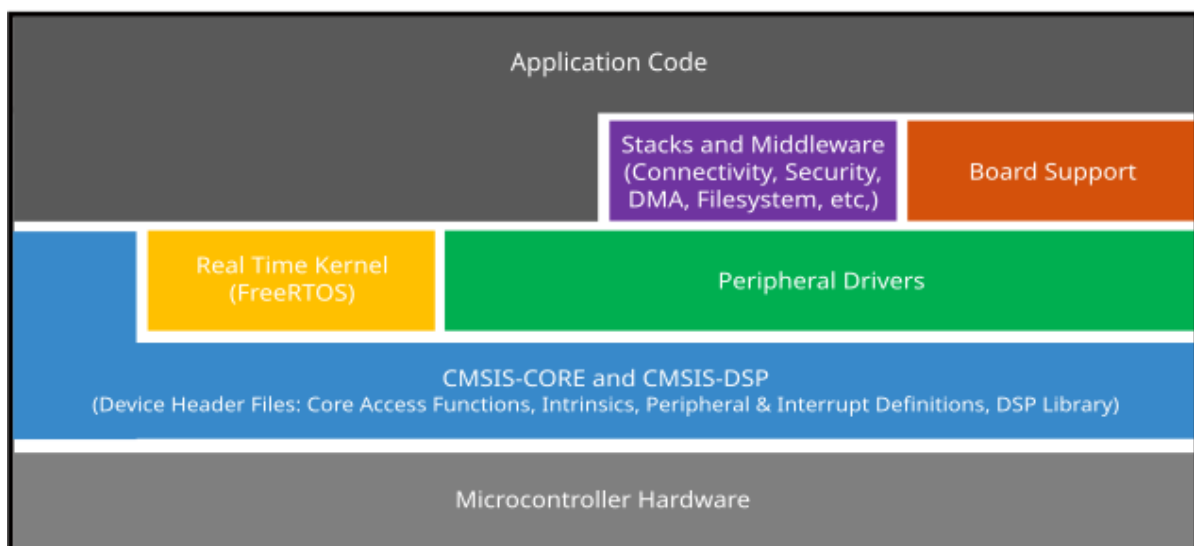 Application Code
Stacks and Middleware
(Connectivity, Security,
DMA, Filesystem, etc,)
Board Support
Real Time Kernel
(FreeRTOS)
Peripheral Drivers
CMSIS-CORE and CMSIS-DSP
(Device Header Files: Core Access Functions, Intrinsics, Peripheral & Interrupt Definitions, DSP Library)
Microcontroller Hardware